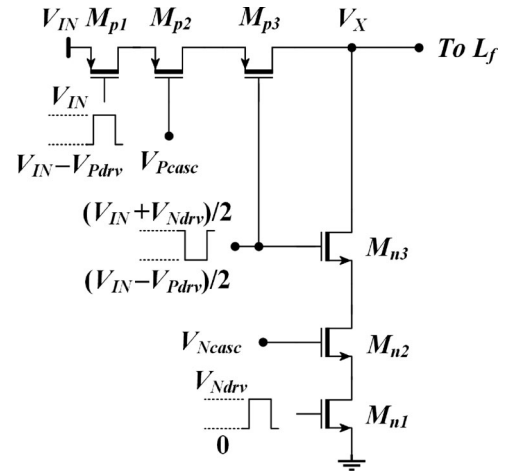 V_IN M_p1 M_p2 M_p3 V_X
To L_f
V_IN
V_IN−V_Pdrv
V_Pcasc
(V_IN+V_Ndrv)/2
(V_IN−V_Pdrv)/2
M_n3
V_Ncasc
M_n2
V_Ndrv
0
M_n1